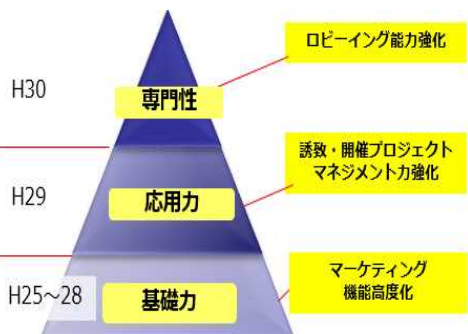 ロビーイング能力強化
H30
専門性
誘致・開催プロジェクト
マネジメント力強化
H29
応用力
マーケティング
機能高度化
H25～28
基礎力